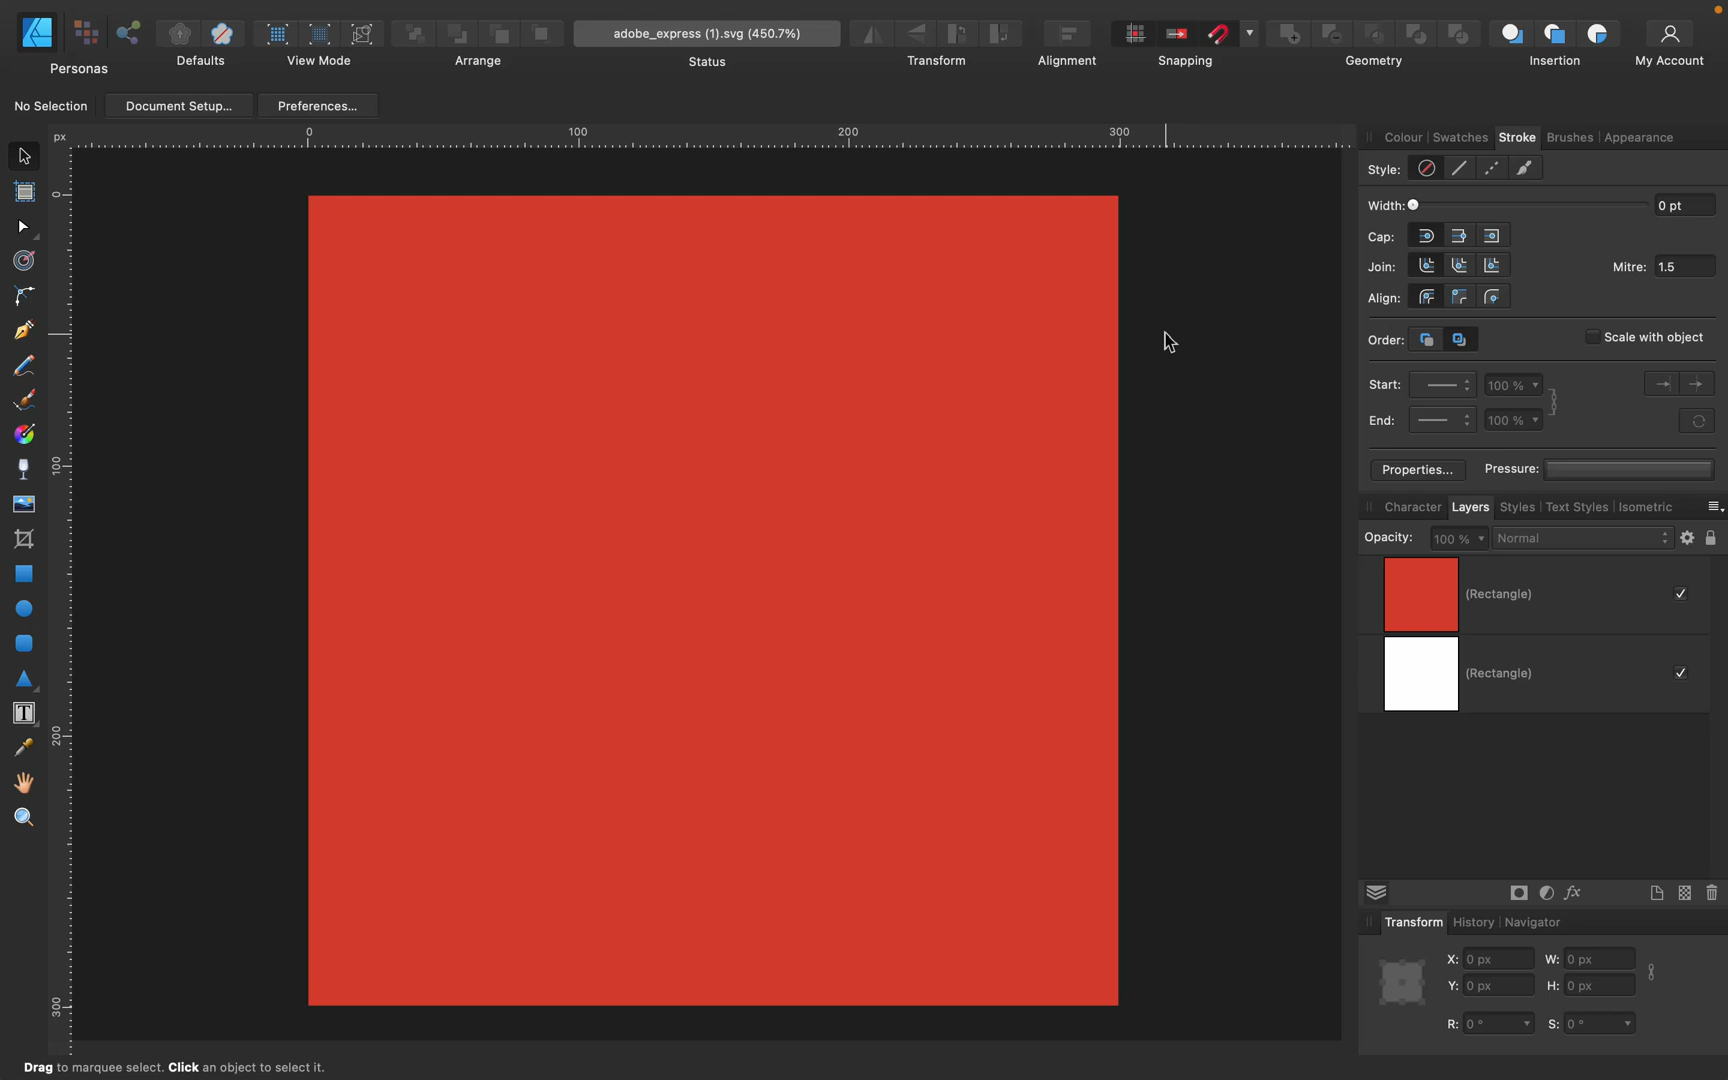 adobe_express (1).svg (450.7%)
Personas
Defaults
View Mode
Arrange
Status
Transform
Alignment
Snapping
Geometry
Insertion
My Account
No Selection
Document Setup...
Preferences...
px
0
100
200
300
0
100
200
300
Colour
Swatches
Stroke
Brushes
Appearance
Style:
Width:
0 pt
Cap:
Join:
Mitre:
1.5
Align:
Order:
Scale with object
Start:
100 %
End:
100 %
Properties...
Pressure:
Character
Layers
Styles
Text Styles
Isometric
Opacity:
100 %
Normal
(Rectangle)
(Rectangle)
fx
Transform
History
Navigator
X: 0 px W: 0 px
Y: 0 px H: 0 px
R: 0 ° S: 0 °
Drag to marquee select. Click an object to select it.